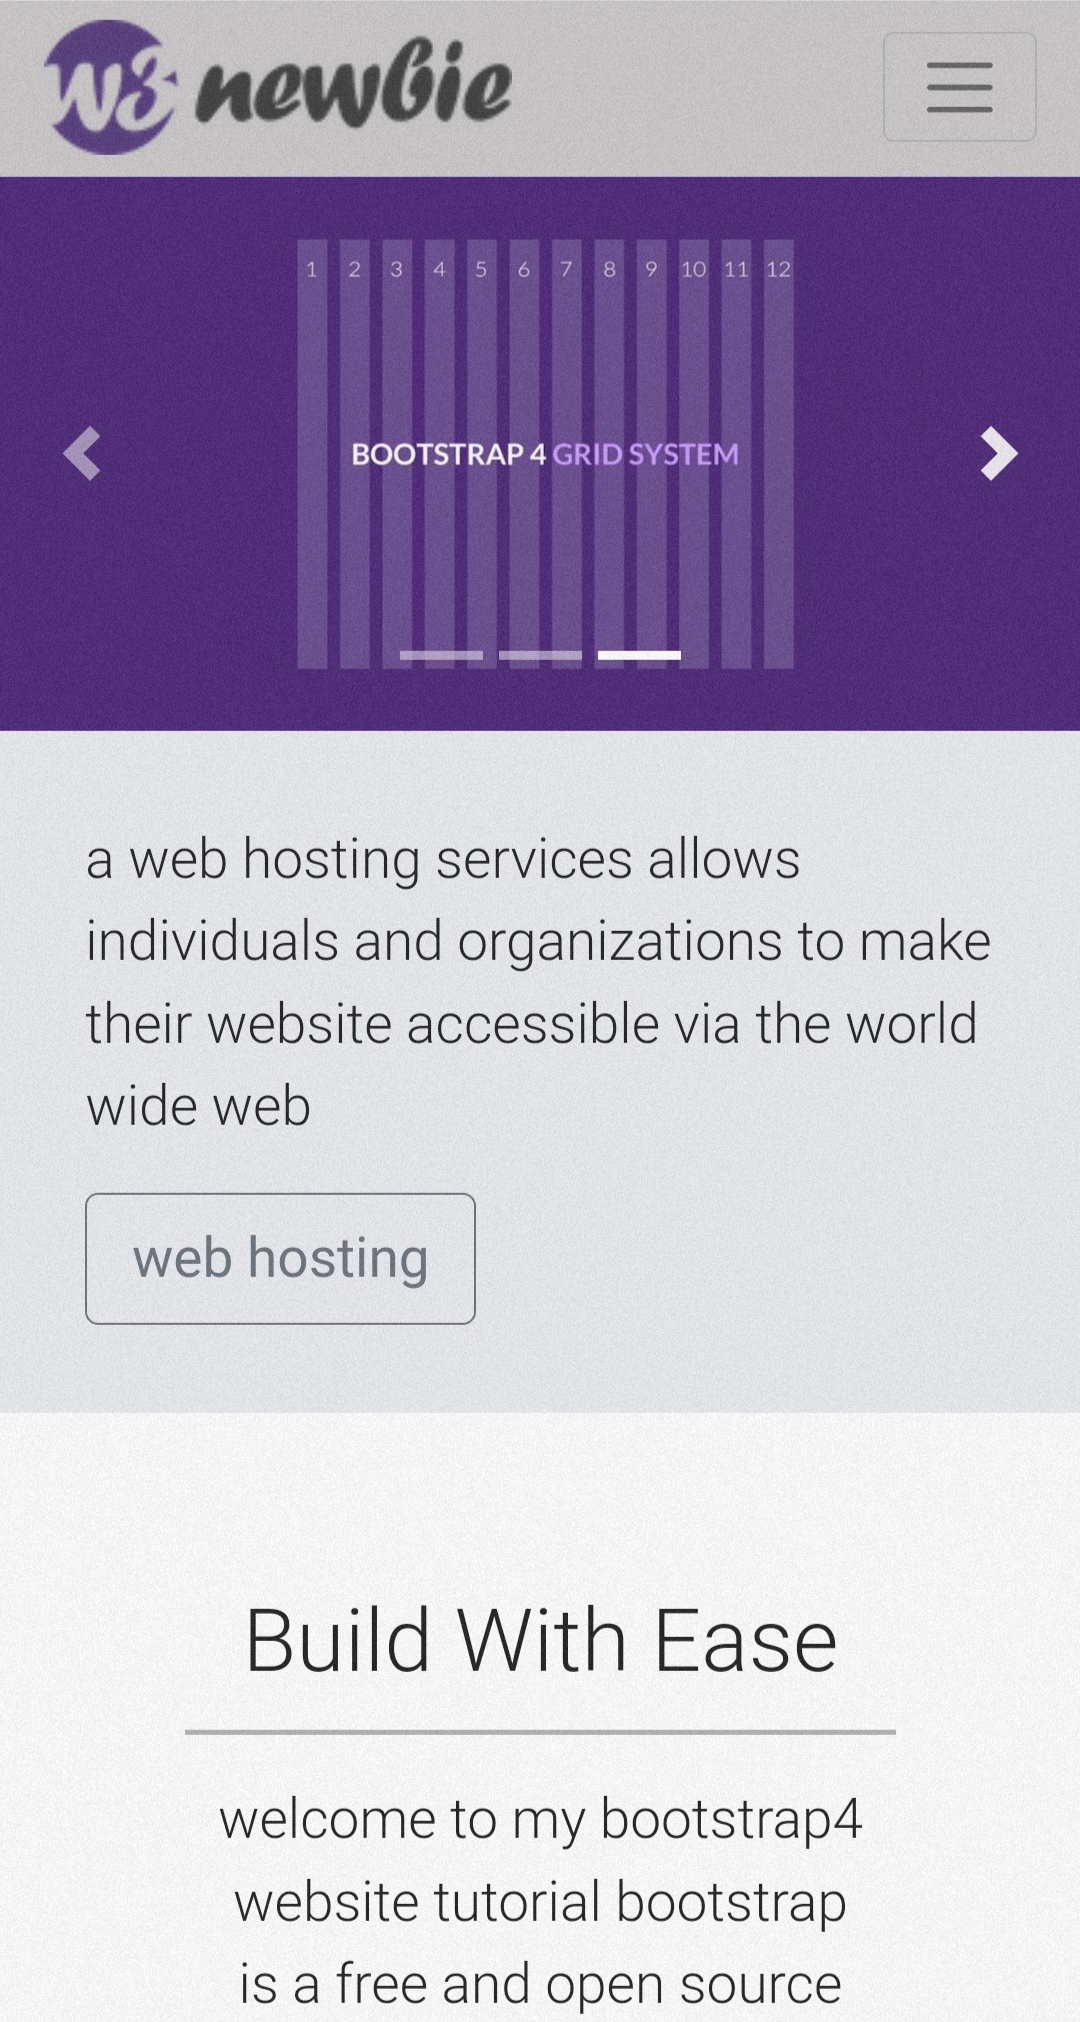 W3 newbie
1 2 3 4 5 6 7 8 9 10 11 12
BOOTSTRAP 4 GRID SYSTEM
a web hosting services allows
individuals and organizations to make
their website accessible via the world
wide web
web hosting
Build With Ease
welcome to my bootstrap4
website tutorial bootstrap
is a free and open source